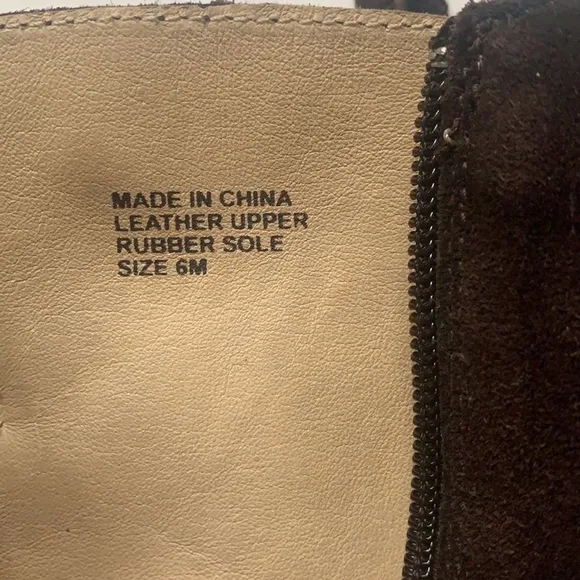 MADE IN CHINA
LEATHER UPPER
RUBBER SOLE
SIZE 6M